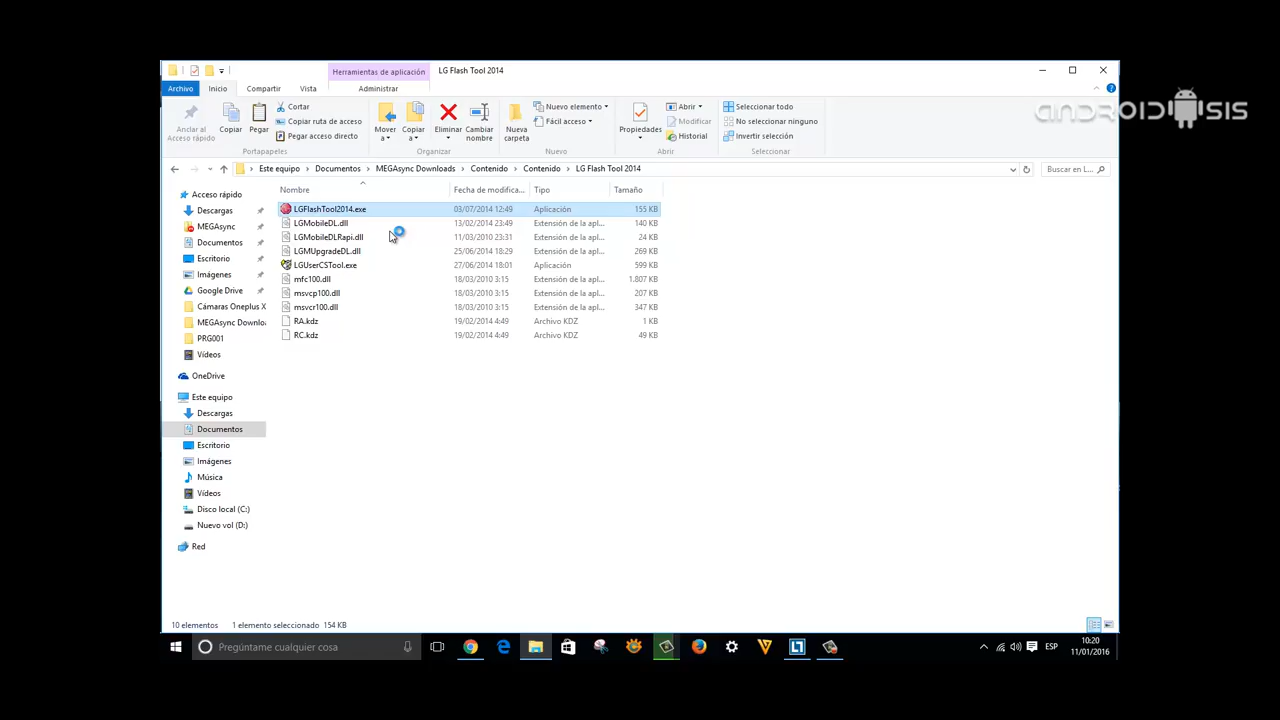 Herramientas de aplicación LG Flash Tool 2014
Archivo Inicio Compartir Vista Administrar
Anclar al Acceso rápido
Copiar
Pegar
Cortar
Copiar ruta de acceso
Pegar acceso directo
Portapapeles
Mover a
Copiar a
Eliminar
Cambiar nombre
Organizar
Nueva carpeta
Nuevo elemento
Fácil acceso
Nuevo
Propiedades
Abrir
Modificar
Historial
Abrir
Seleccionar todo
No seleccionar ninguno
Invertir selección
Seleccionar
ANDROIDSIS
Este equipo > Documentos > MEGAsync Downloads > Contenido > Contenido > LG Flash Tool 2014
Buscar en L...
Acceso rápido
Descargas
MEGAsync
Documentos
Escritorio
Imágenes
Google Drive
Cámaras Oneplus X
MEGAsync Downlo
PRG001
Vídeos
OneDrive
Este equipo
Descargas
Documentos
Escritorio
Imágenes
Música
Vídeos
Disco local (C:)
Nuevo vol (D:)
Red
Nombre Fecha de modifica... Tipo Tamaño
LGFlashTool2014.exe 03/07/2014 12:49 Aplicación 155 KB
LGMobileDL.dll 13/02/2014 23:49 Extensión de la apl... 140 KB
LGMobileDLRapi.dll 11/03/2010 23:31 Extensión de la apl... 24 KB
LGMUpgradeDL.dll 25/06/2014 18:29 Extensión de la apl... 269 KB
LGUserCSTool.exe 27/06/2014 18:01 Aplicación 599 KB
mfc100.dll 18/03/2010 3:15 Extensión de la apl... 1.807 KB
msvcp100.dll 18/03/2010 3:15 Extensión de la apl... 207 KB
msvcr100.dll 18/03/2010 3:15 Extensión de la apl... 347 KB
RA.kdz 19/02/2014 4:49 Archivo KDZ 1 KB
RC.kdz 19/02/2014 4:49 Archivo KDZ 49 KB
10 elementos 1 elemento seleccionado 154 KB
Pregúntame cualquier cosa
ESP
10:20
11/01/2016